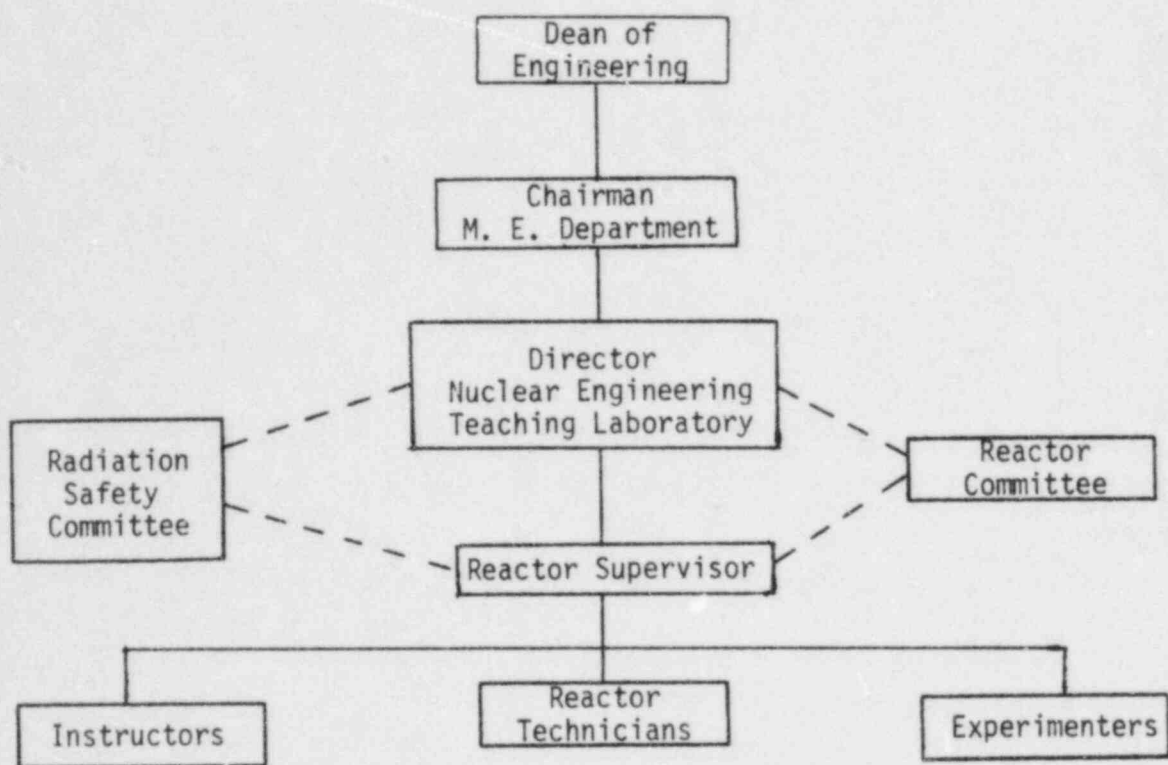 Dean of
Engineering
Chairman
M. E. Department
Director
Nuclear Engineering
Teaching Laboratory
Radiation
Safety
Committee
Reactor
Committee
Reactor Supervisor
Instructors
Reactor
Technicians
Experimenters